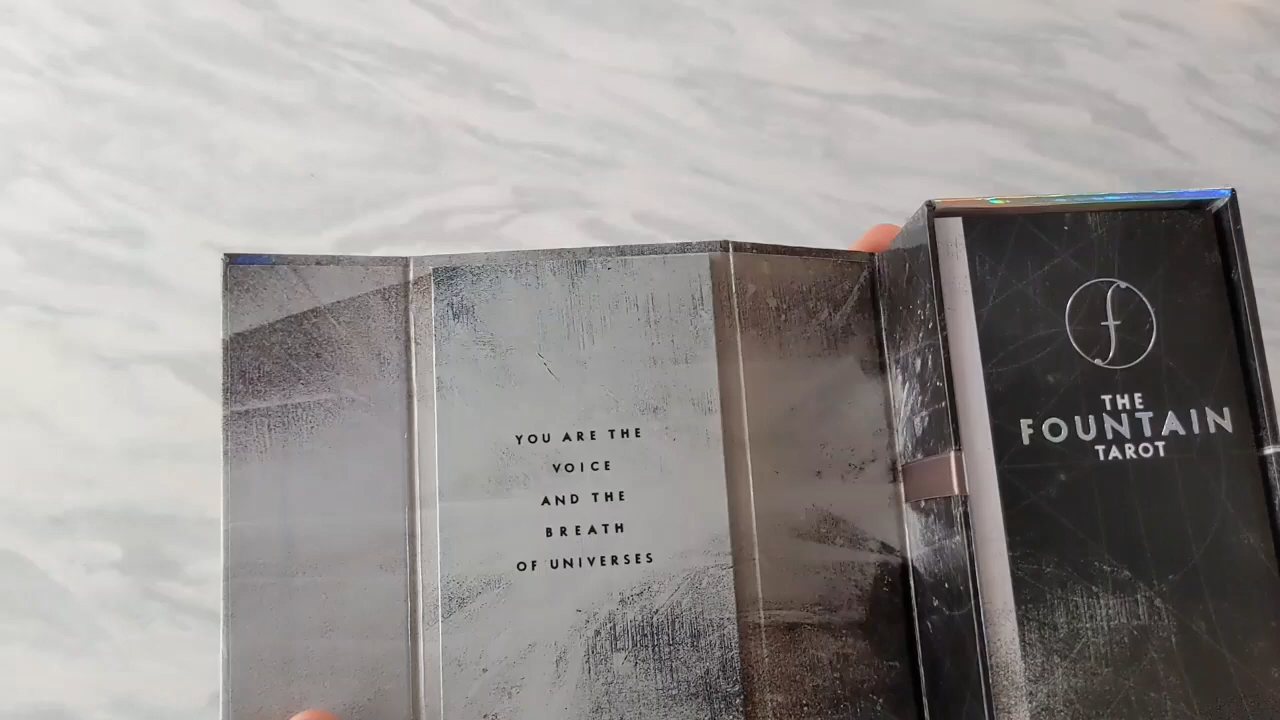 YOU ARE THE
VOICE
AND THE
BREATH
OF UNIVERSES
f
THE
FOUNTAIN
TAROT